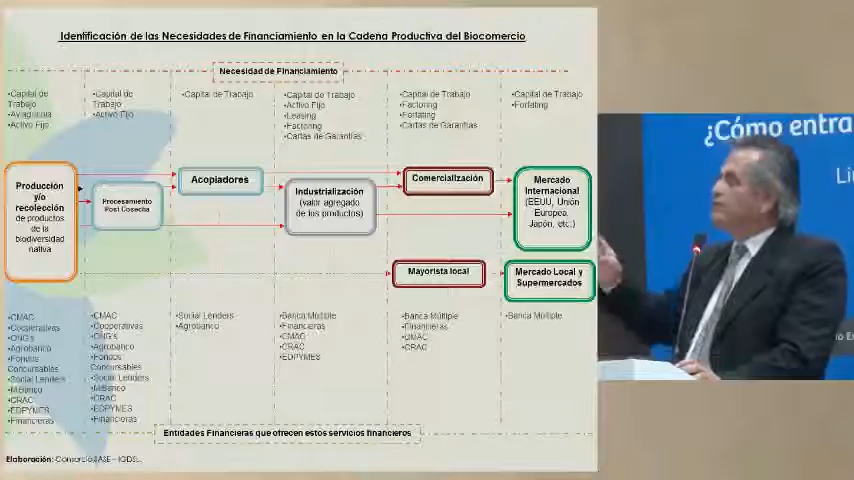 Identificación de las Necesidades de Financiamiento en la Cadena Productiva del Biocomercio
Necesidad de Financiamiento
•Capital de
Trabajo
•Avíagrícola
•Activo Fijo
•Capital de
Trabajo
•Activo Fijo
•Capital de Trabajo
•Capital de Trabajo
•Activo Fijo
•Leasing
•Factoring
•Cartas de Garantías
•Capital de Trabajo
•Factoring
•Forfating
•Cartas de Garantías
•Capital de Trabajo
•Forfating
Producción
y/o
recolección
de productos
de la
biodiversidad
nativa
Procesamiento
Post Cosecha
Acopiadores
Industrialización
(valor agregado
de los productos)
Comercialización
Mercado
Internacional
(EEUU, Unión
Europea,
Japón, etc.)
Mayorista local
Mercado Local y
Supermercados
•CMAC
•Cooperativas
•ONG's
•Agrobanco
•Fondos
Concursables
•Social Lenders
•MiBanco
•CRAC
•EDPYMES
•Financieras
•CMAC
•Cooperativas
•ONG's
•Agrobanco
•Fondos
Concursables
•Social Lenders
•MiBanco
•CRAC
•EDPYMES
•Financieras
•Social Lenders
•Agrobanco
•Banca Múltiple
•Financieras
•CMAC
•CRAC
•EDPYMES
•Banca Múltiple
•Financieras
•CMAC
•CRAC
•Banca Múltiple
Entidades Financieras que ofrecen estos servicios financieros
Elaboración: Consorcio BASE – IGDSL.
¿Cómo entra